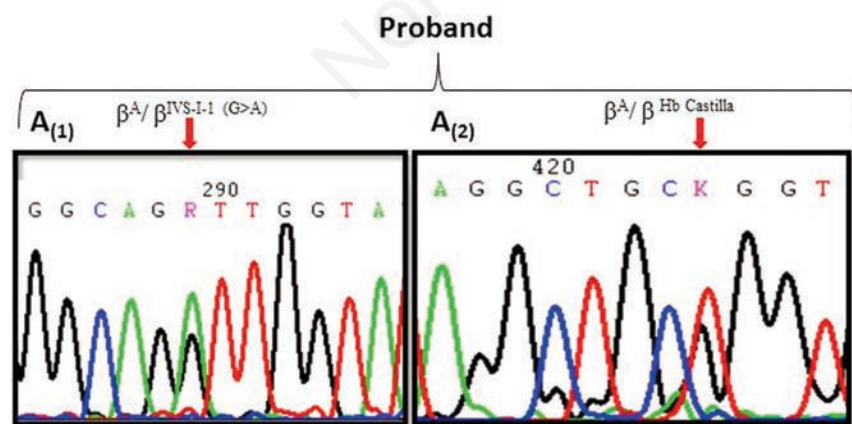 Proband
A(1)
βA/ βIVS-I-1 (G>A)
290
G G C A G R T T G G T A
A(2)
βA/ β Hb Castilla
420
A G G C T G C K G G T